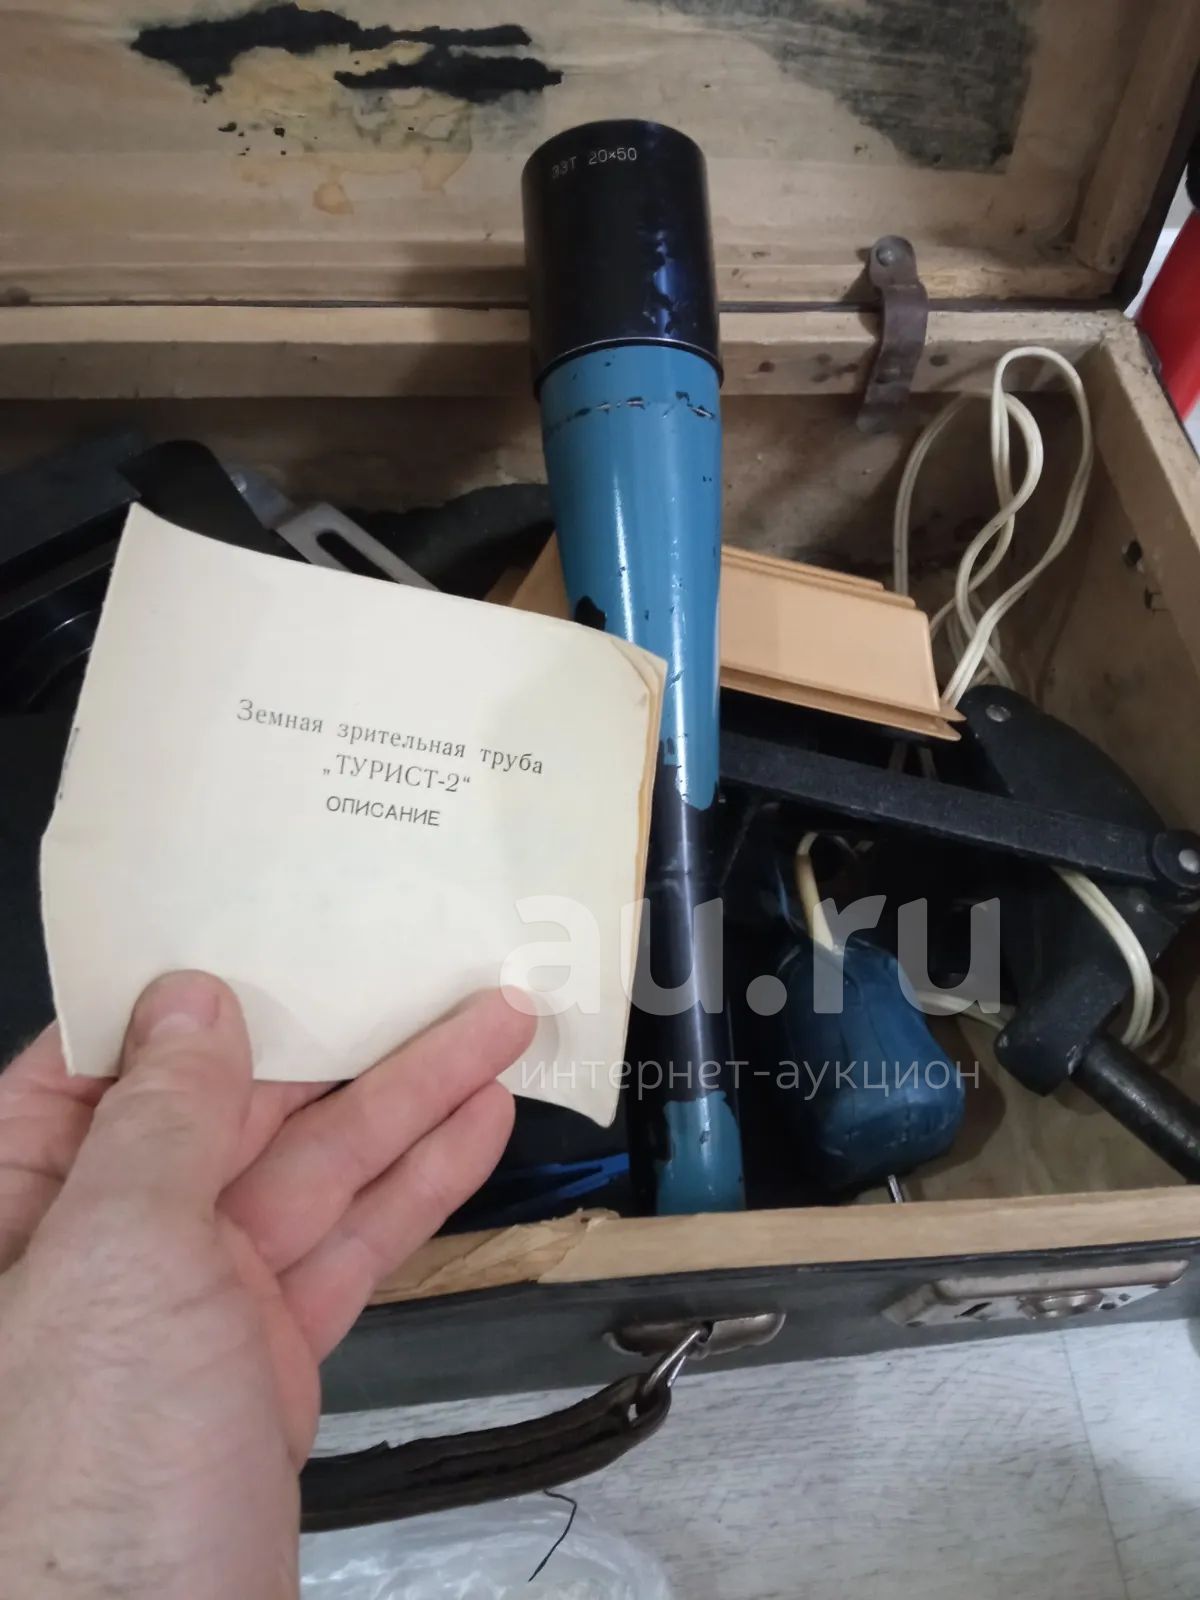 ЗЗТ 20×50
Земная зрительная труба
„ТУРИСТ-2“
ОПИСАНИЕ
au.ru
интернет-аукцион